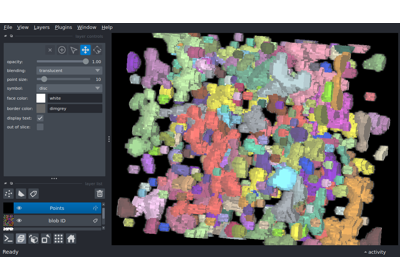 File View Layers Plugins Window Help
opacity: 1.00
blending: translucent
point size: 10
symbol: disc
face color: white
border color: dimgrey
display text:
out of slice:
Points
blob ID
Ready
activity